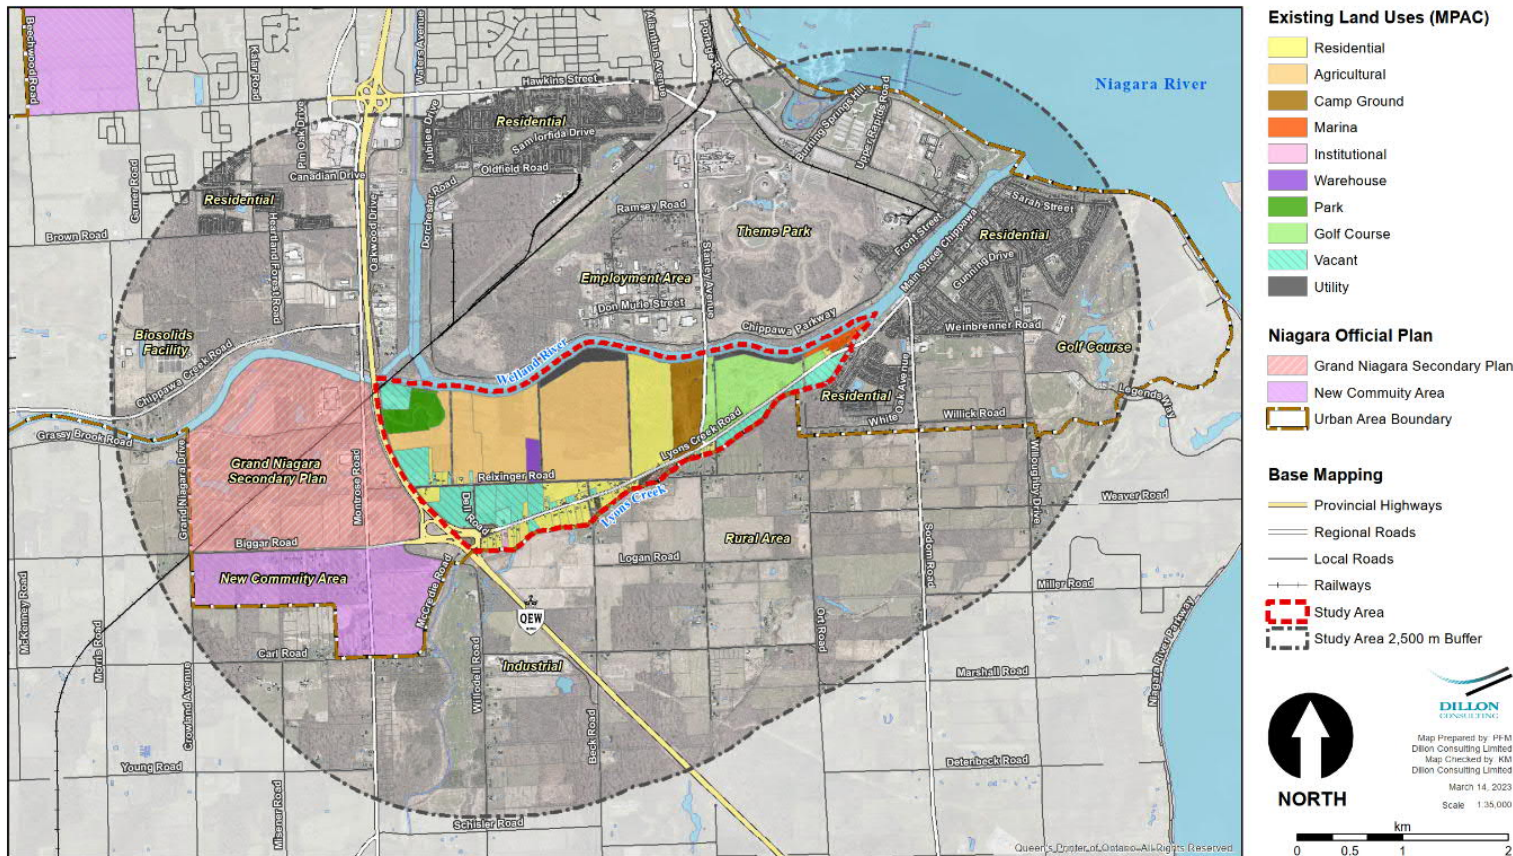 Beechwood Road
Kalar Road
Waters Avenue
Ailanthus Avenue
Portage Road
Hawkins Street
Niagara River
Pin Oak Drive
Jubilee Drive
Residential
Sam Iorfida Drive
Burning Springs Hill
Upper Rapids Road
Garner Road
Canadian Drive
Oldfield Road
Residential
Dorchester Road
Oakwood Drive
Heartland Forest Road
Ramsey Road
Stanley Avenue
Theme Park
Front Street
Main Street Chippawa
Sarah Street
Residential
Gunning Drive
Brown Road
Employment Area
Don Murie Street
Chippawa Parkway
Weinbrenner Road
Biosolids
Facility
Chippawa Creek Road
Welland River
Golf Course
Residential
Oak Avenue
White
Willick Road
Legends Way
Grassy Brook Road
Lyons Creek Road
Grand Niagara Drive
Grand Niagara
Secondary Plan
Montrose Road
Reixinger Road
Dell Road
Lyons Creek
Willoughby Drive
Weaver Road
Sodom Road
Rural Area
Biggar Road
Logan Road
New Commuity Area
McCredie Road
Miller Road
McKenney Road
Morris Road
QEW
Ort Road
Niagara River Parkway
Carl Road
Willodell Road
Industrial
Marshall Road
Crowland Avenue
Beck Road
Young Road
Misener Road
Detenbeck Road
Schisler Road
Queen's Printer of Ontario. All Rights Reserved
Existing Land Uses (MPAC)
Residential
Agricultural
Camp Ground
Marina
Institutional
Warehouse
Park
Golf Course
Vacant
Utility
Niagara Official Plan
Grand Niagara Secondary Plan
New Commuity Area
Urban Area Boundary
Base Mapping
Provincial Highways
Regional Roads
Local Roads
Railways
Study Area
Study Area 2,500 m Buffer
DILLON
CONSULTING
Map Prepared by: PFM
Dillon Consulting Limited
Map Checked by: KM
Dillon Consulting Limited
March 14, 2023
Scale 1:35,000
NORTH
km
0 0.5 1 2